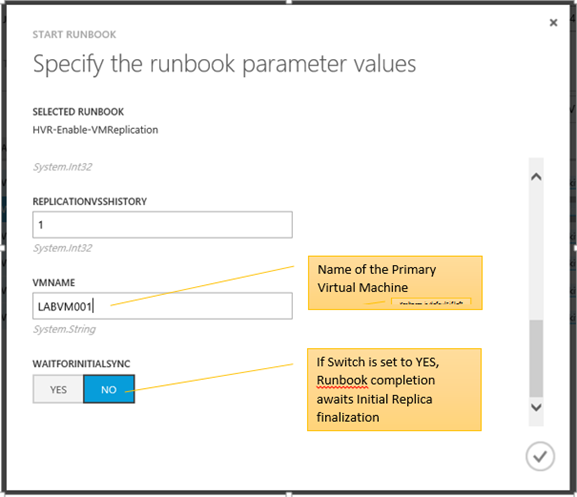 START RUNBOOK
Specify the runbook parameter values
SELECTED RUNBOOK
HVR-Enable-VMReplication
System.Int32
REPLICATIONVSSHISTORY
1
System.Int32
VMNAME
LABVM001
System.String
Name of the Primary
Virtual Machine
WAITFORINITIALSYNC
YES
NO
If Switch is set to YES,
Runbook completion
awaits Initial Replica
finalization